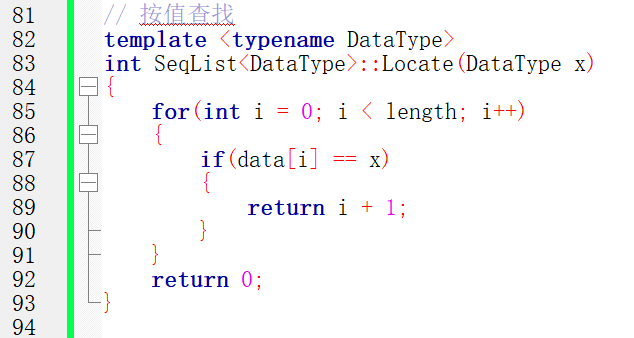 81 // 按值查找
82 template <typename DataType>
83 int SeqList<DataType>::Locate(DataType x)
84 {
85     for(int i = 0; i < length; i++)
86     {
87         if(data[i] == x)
88         {
89             return i + 1;
90         }
91     }
92     return 0;
93 }
94